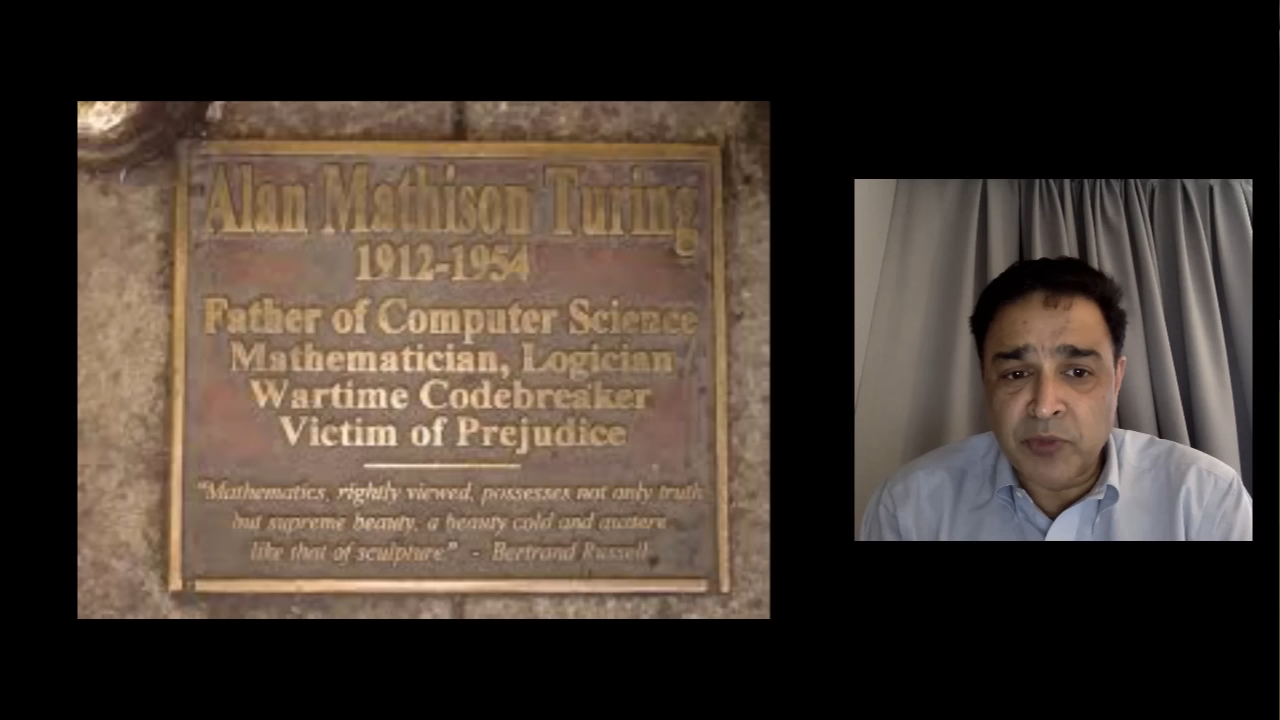 Alan Mathison Turing
1912-1954
Father of Computer Science
Mathematician, Logician
Wartime Codebreaker
Victim of Prejudice
"Mathematics, rightly viewed, possesses not only truth
but supreme beauty, a beauty cold and austere
like that of sculpture" - Bertrand Russell